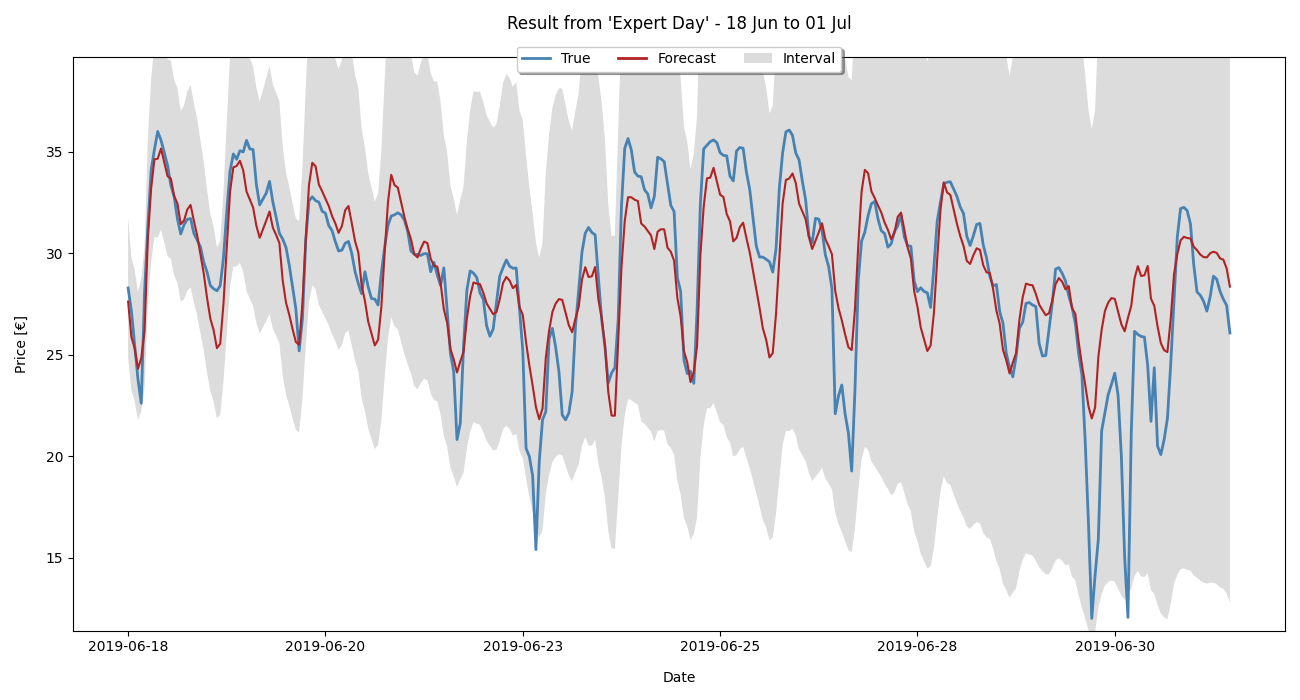 Result from 'Expert Day' - 18 Jun to 01 Jul
True Forecast Interval
35
30
25
20
15
Price [€]
2019-06-18 2019-06-20 2019-06-23 2019-06-25 2019-06-28 2019-06-30
Date